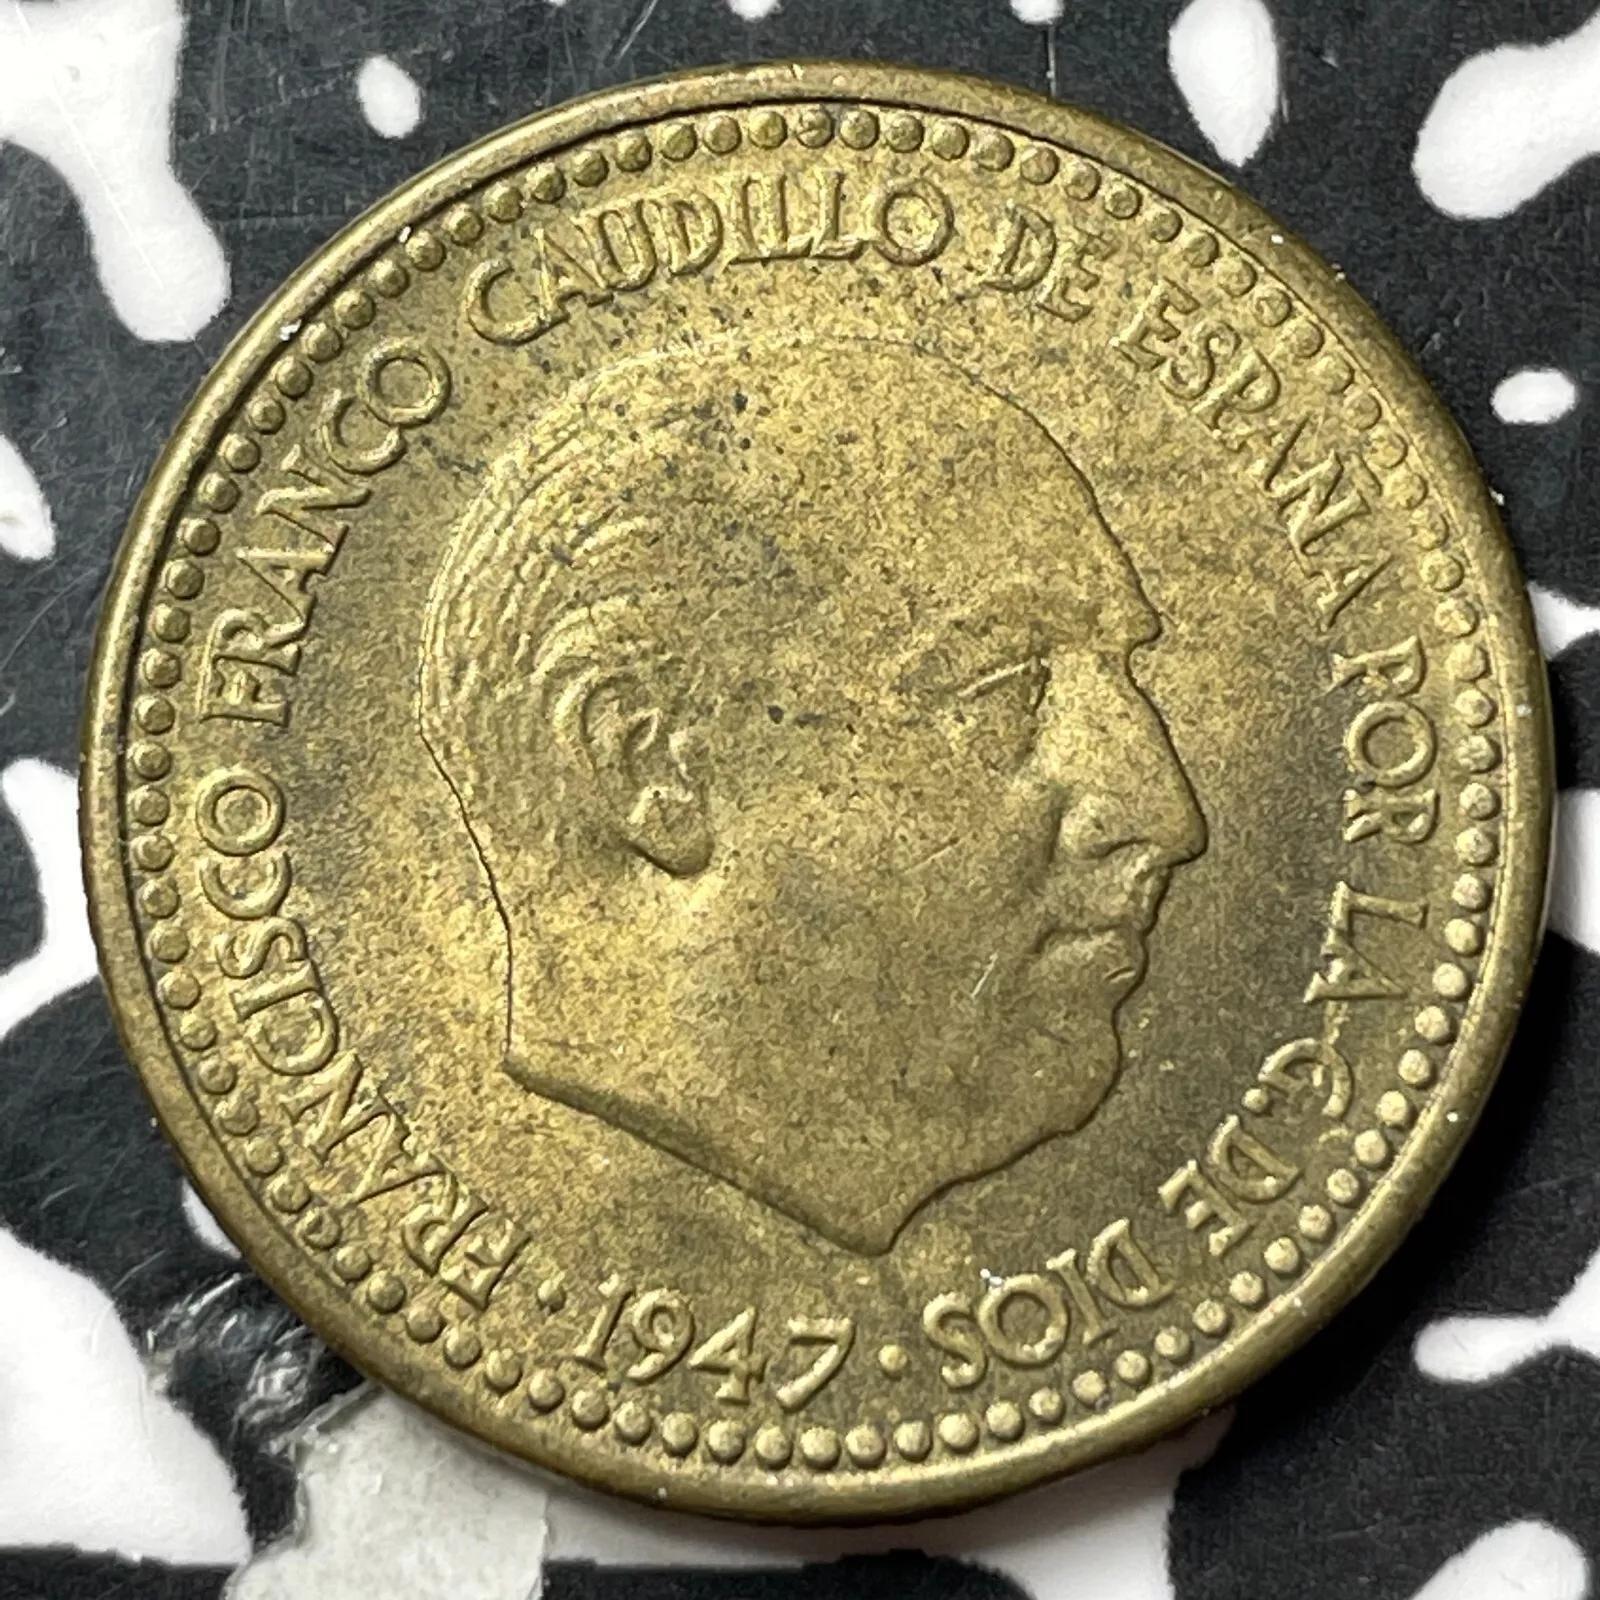 FRANCISCO FRANCO CAUDILLO DE ESPAÑA POR LA G. DE DIOS
· 1947 ·